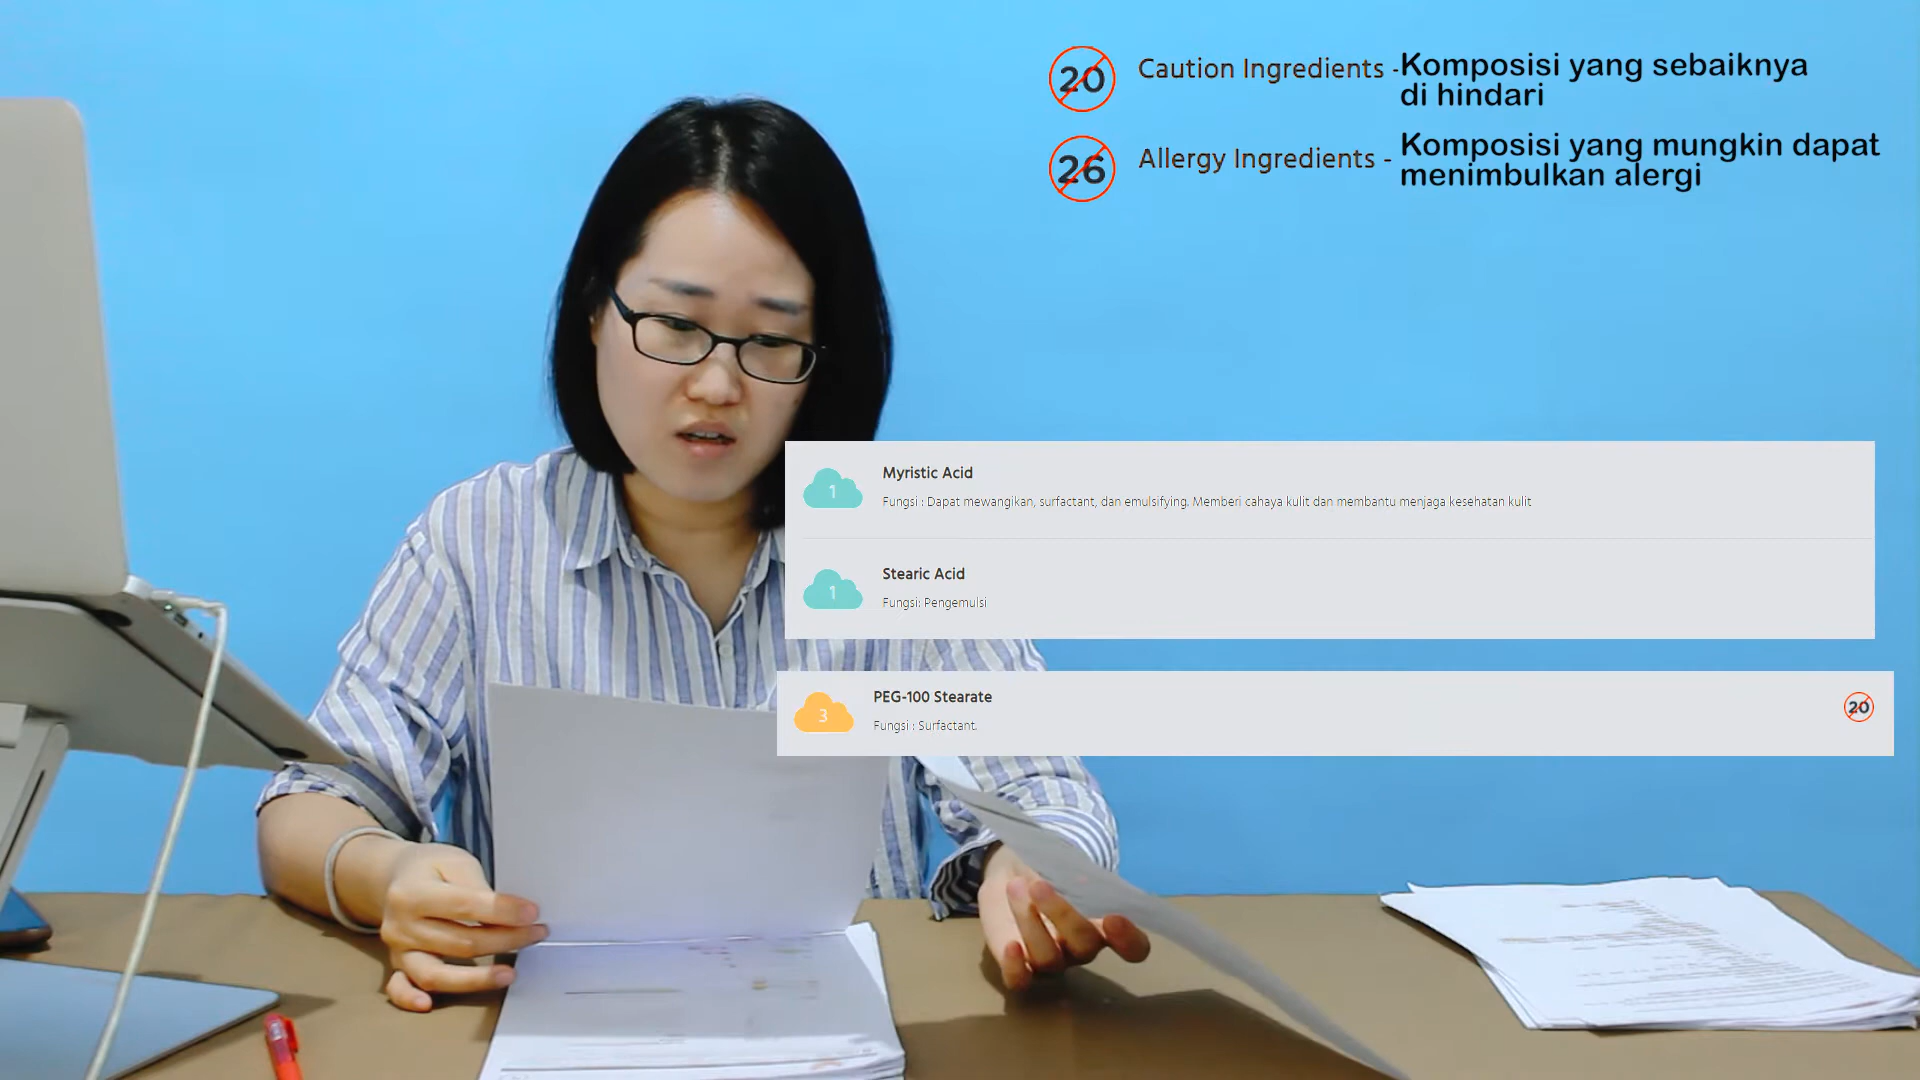 20 Caution Ingredients - Komposisi yang sebaiknya
di hindari
26 Allergy Ingredients - Komposisi yang mungkin dapat
menimbulkan alergi
Myristic Acid
1
Fungsi : Dapat mewangikan, surfactant, dan emulsifying. Memberi cahaya kulit dan membantu menjaga kesehatan kulit
Stearic Acid
1
Fungsi: Pengemulsi
PEG-100 Stearate
3
20
Fungsi : Surfactant.